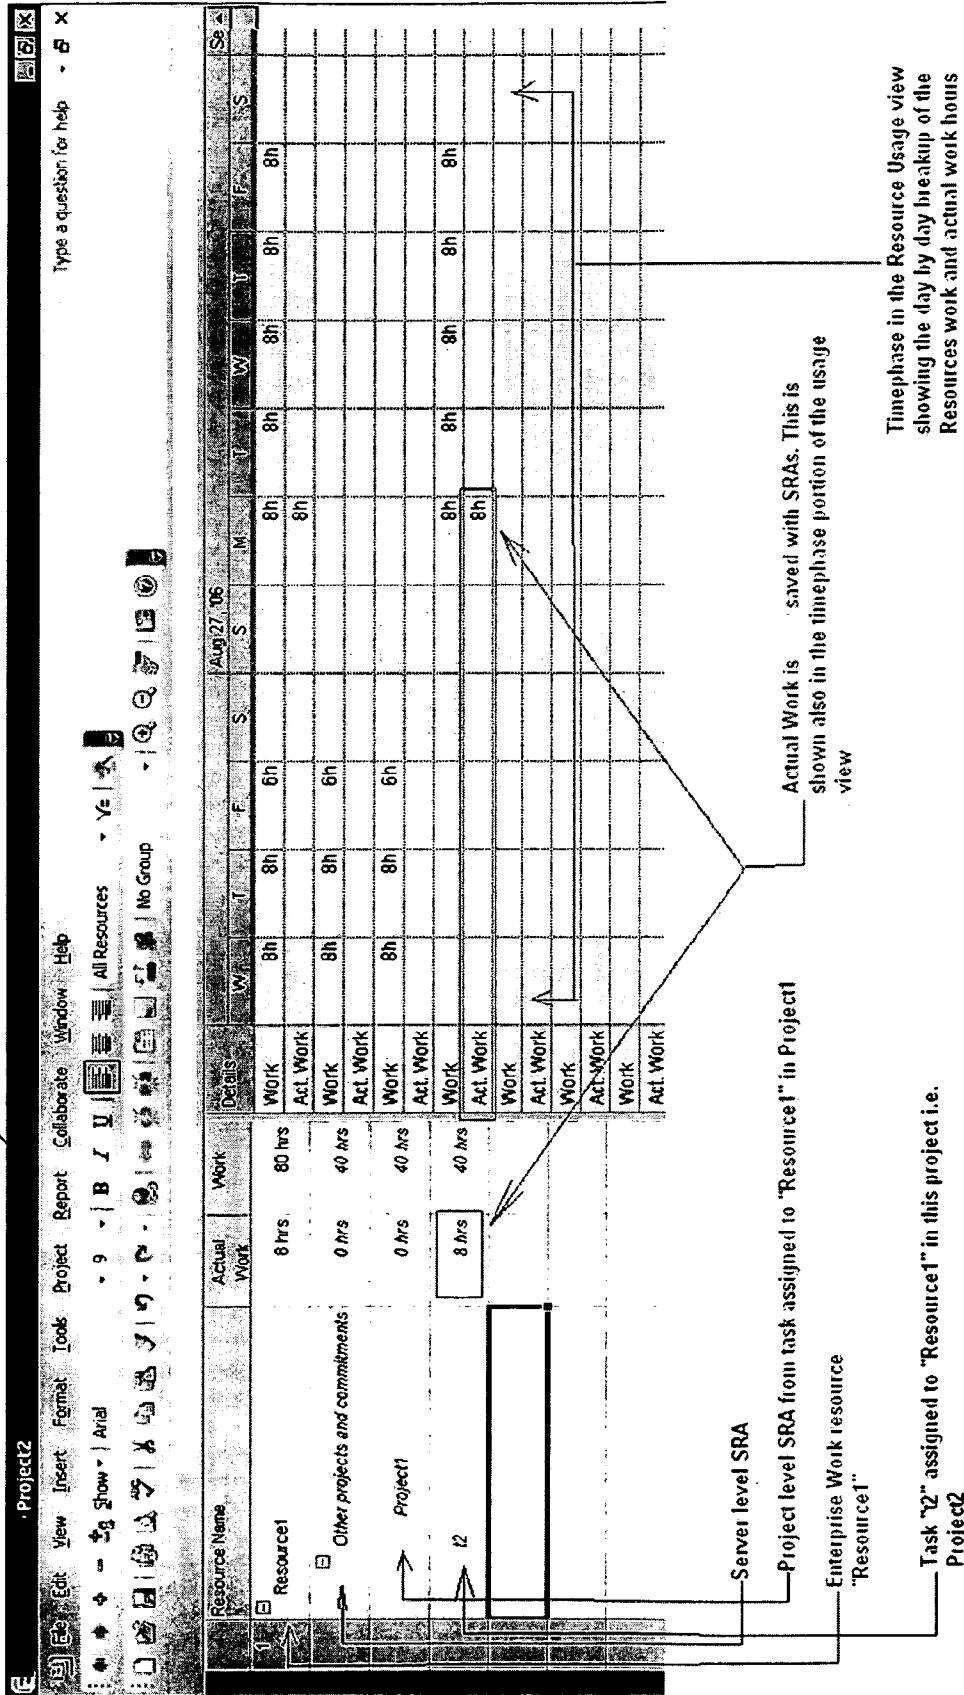 - Project2
File Edit View Insert Format Tools Project Report Collaborate Window Help
Type a question for help
Show Arial 9 B I U All Resources Y=
No Group
Resource Name Actual Work Work Details Aug 27, '06 Se
W T F S S M T W T F S
1 Resource1 8 hrs 80 hrs Work 8h 8h 6h 8h 8h 8h 8h 8h
Act. Work 8h
Other projects and commitments 0 hrs 40 hrs Work 8h 8h 6h
Act. Work
Project1 0 hrs 40 hrs Work 8h 8h 6h
Act. Work
t2 8 hrs 40 hrs Work 8h 8h 8h 8h 8h
Act. Work 8h
Work
Act. Work
Work
Act. Work
Work
Act. Work
Server level SRA
Project level SRA from task assigned to "Resource1" in Project1
Enterprise Work resource
"Resource1"
Task "t2" assigned to "Resource1" in this project i.e.
Project2
Actual Work is saved with SRAs. This is
shown also in the timephase portion of the usage
view
Timephase in the Resource Usage view
showing the day by day breakup of the
Resources work and actual work hours